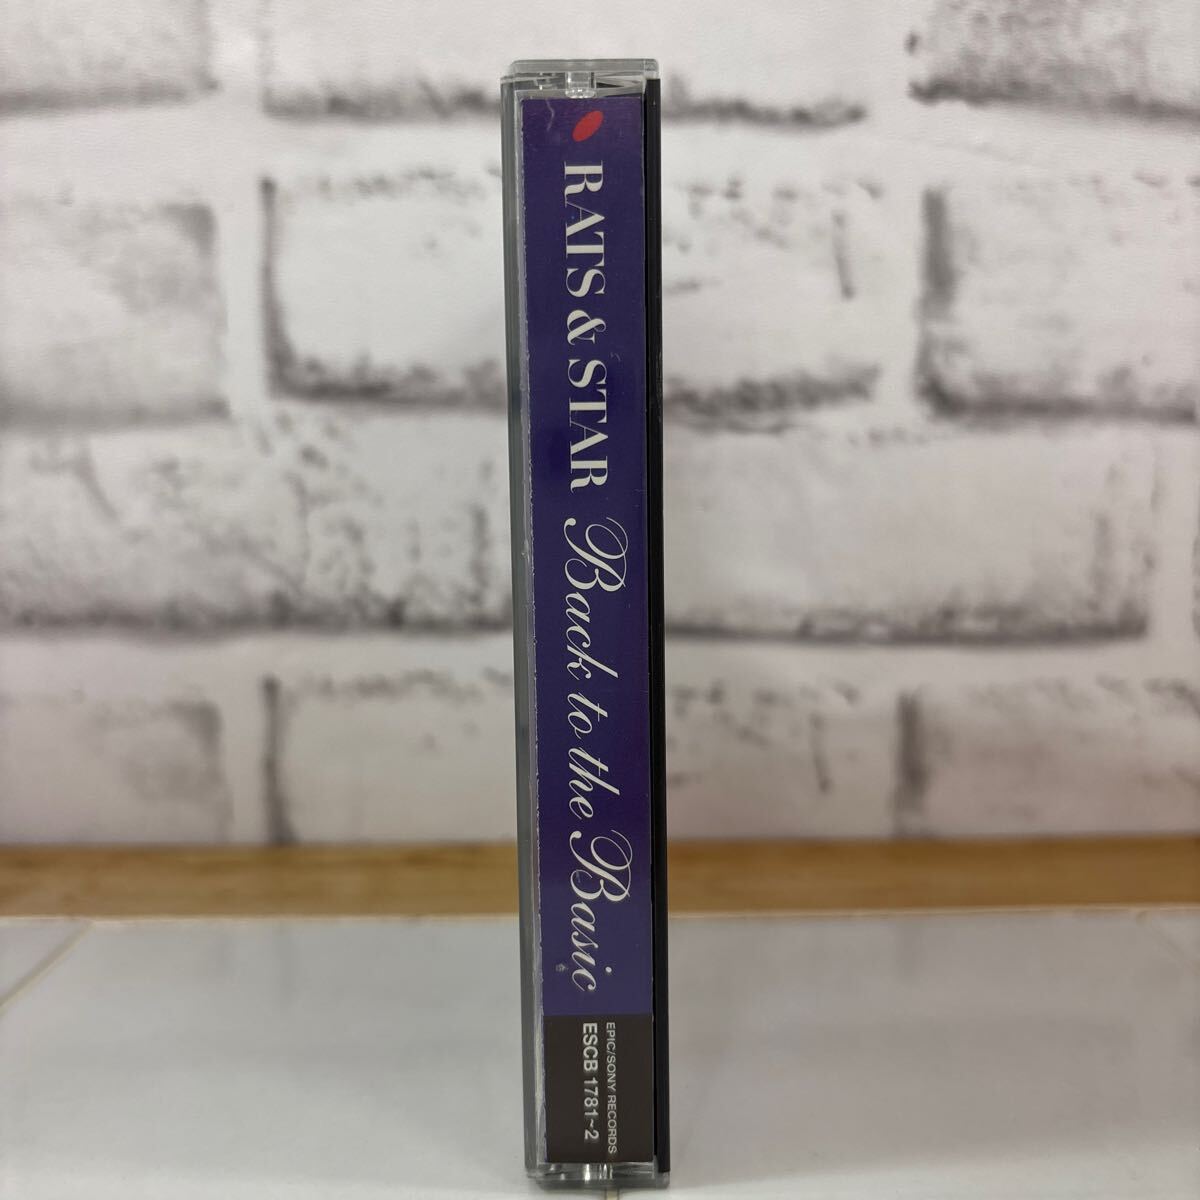 RATS & STAR Back to the Basic
EPIC/SONY RECORDS
ESCB 1781~2